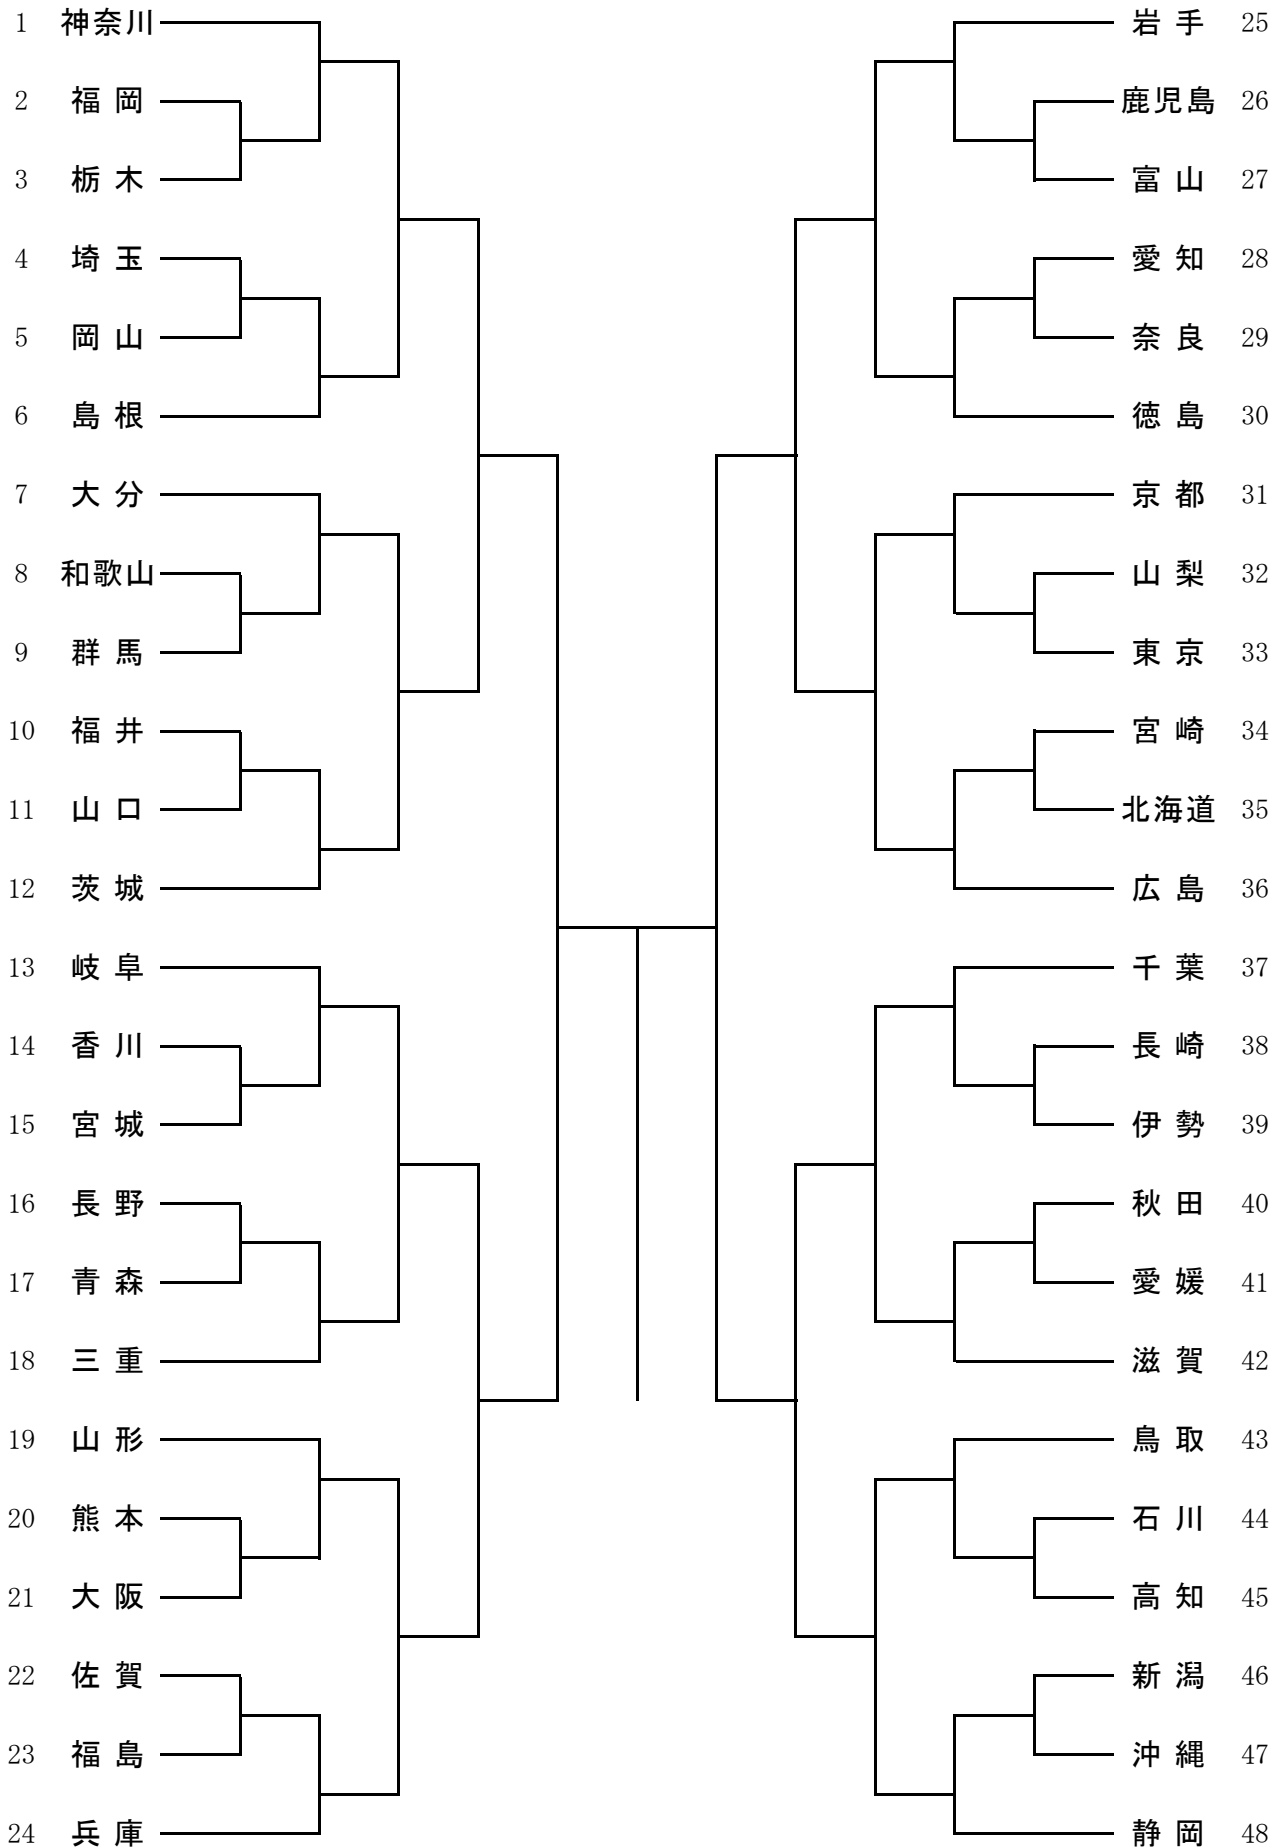 1 神奈川
2 福岡
3 栃木
4 埼玉
5 岡山
6 島根
7 大分
8 和歌山
9 群馬
10 福井
11 山口
12 茨城
13 岐阜
14 香川
15 宮城
16 長野
17 青森
18 三重
19 山形
20 熊本
21 大阪
22 佐賀
23 福島
24 兵庫
岩手 25
鹿児島 26
富山 27
愛知 28
奈良 29
徳島 30
京都 31
山梨 32
東京 33
宮崎 34
北海道 35
広島 36
千葉 37
長崎 38
伊勢 39
秋田 40
愛媛 41
滋賀 42
鳥取 43
石川 44
高知 45
新潟 46
沖縄 47
静岡 48